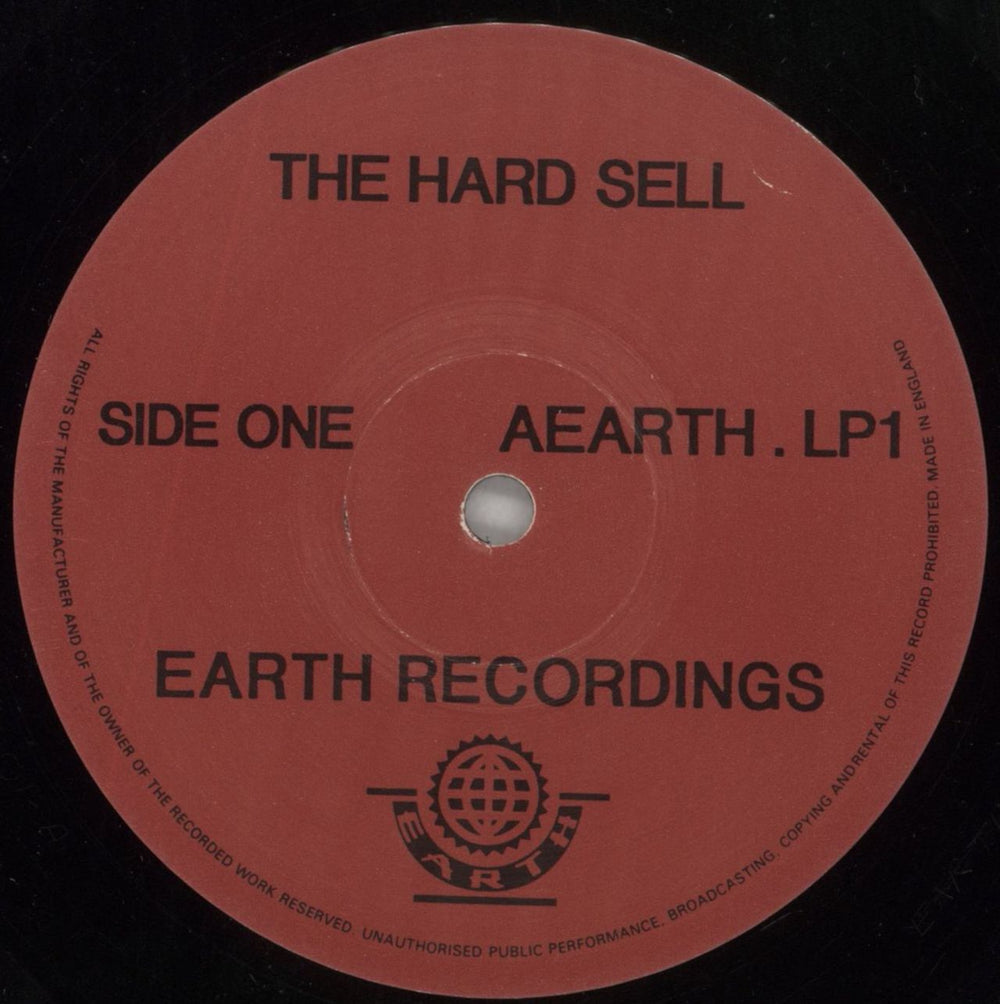 THE HARD SELL
SIDE ONE
AEARTH . LP1
EARTH RECORDINGS
EARTH
ALL RIGHTS OF THE MANUFACTURER AND OF THE OWNER OF THE RECORDED WORK RESERVED. UNAUTHORISED PUBLIC PERFORMANCE, BROADCASTING, COPYING AND RENTAL OF THIS RECORD PROHIBITED. MADE IN ENGLAND